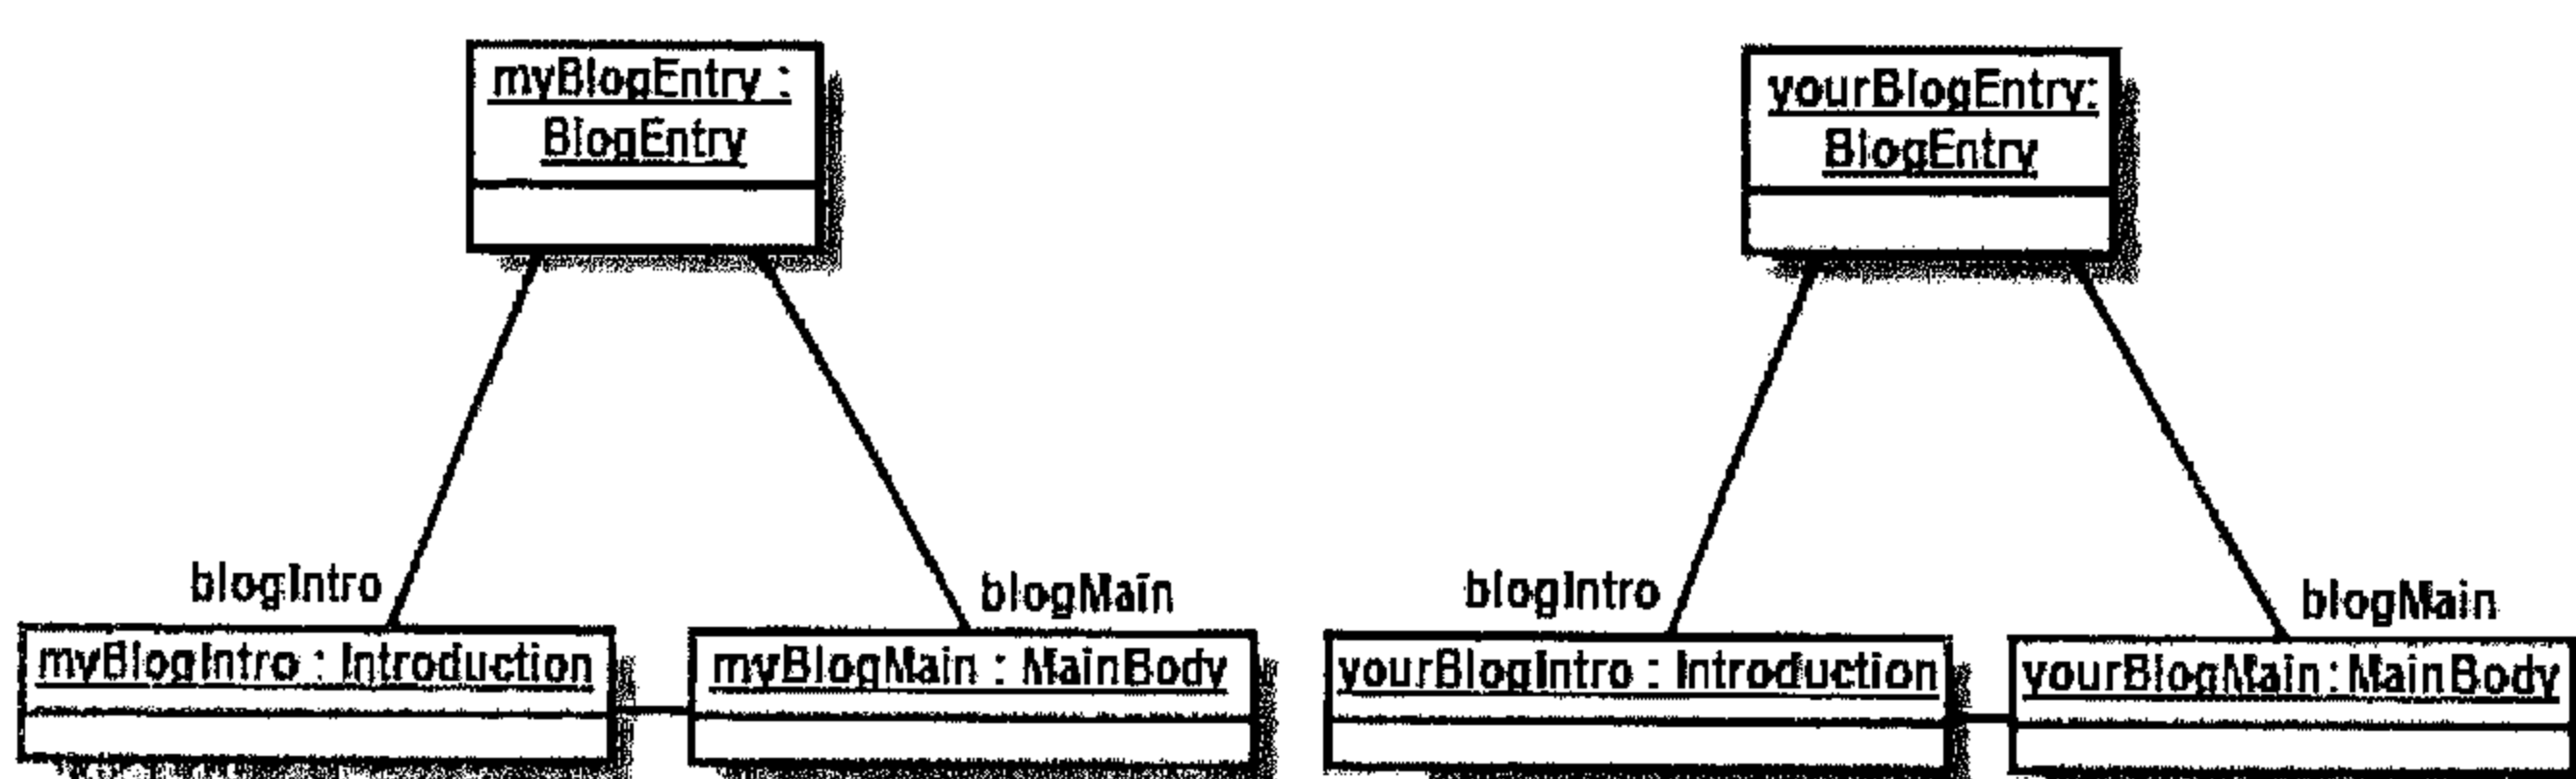 myBlogEntry :
BlogEntry
yourBlogEntry:
BlogEntry
blogIntro
blogMain
blogIntro
blogMain
myBlogIntro : Introduction
myBlogMain : MainBody
yourBlogIntro : Introduction
yourBlogMain:MainBody